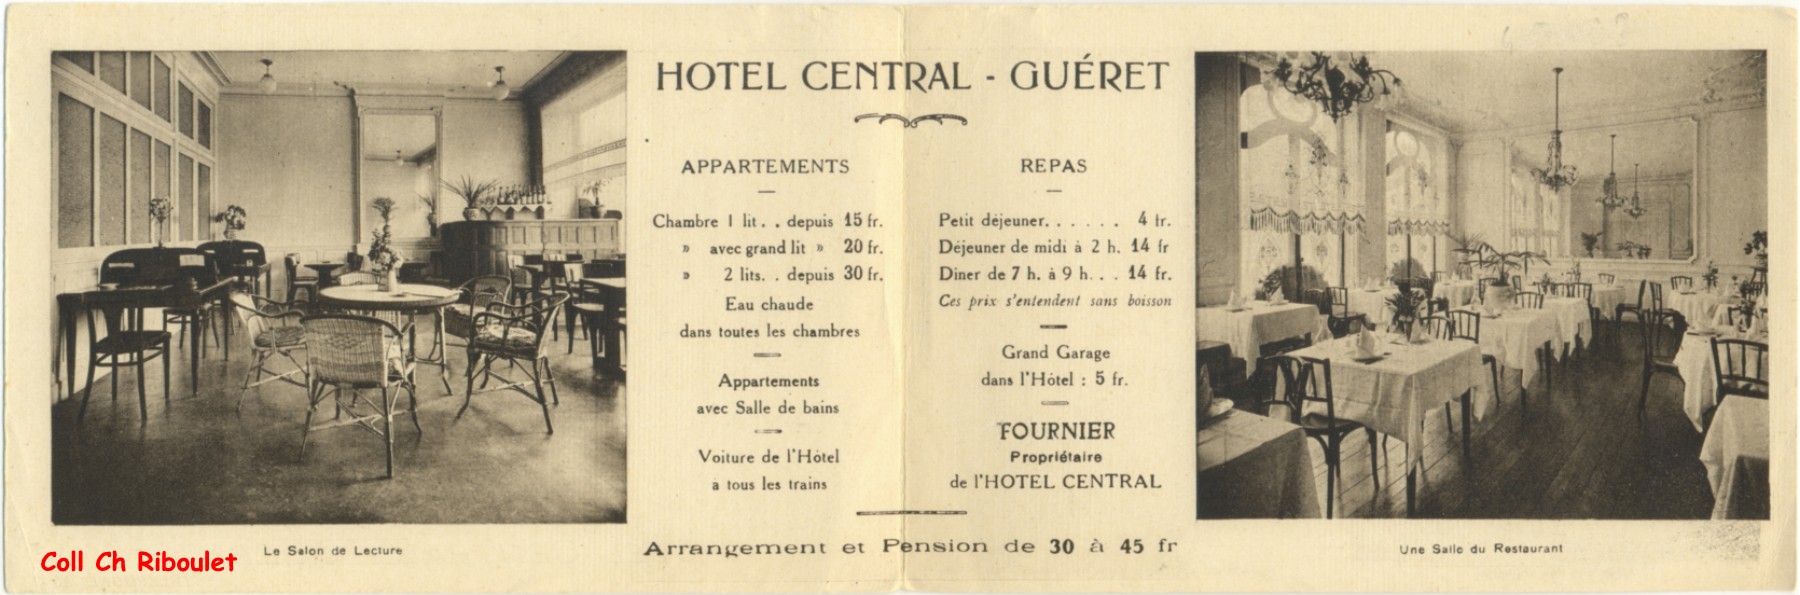 HOTEL CENTRAL - GUÉRET
APPARTEMENTS
Chambre 1 lit. . depuis 15 fr.
» avec grand lit » 20 fr.
» 2 lits. . depuis 30 fr.
Eau chaude
dans toutes les chambres
Appartements
avec Salle de bains
Voiture de l'Hôtel
à tous les trains
REPAS
Petit déjeuner. . . . . . 4 fr.
Déjeuner de midi à 2 h. 14 fr
Diner de 7 h. à 9 h. . . 14 fr.
Ces prix s'entendent sans boisson
Grand Garage
dans l'Hôtel : 5 fr.
FOURNIER
Propriétaire
de l'HOTEL CENTRAL
Arrangement et Pension de 30 à 45 fr
Le Salon de Lecture
Coll Ch Riboulet
Une Salle du Restaurant